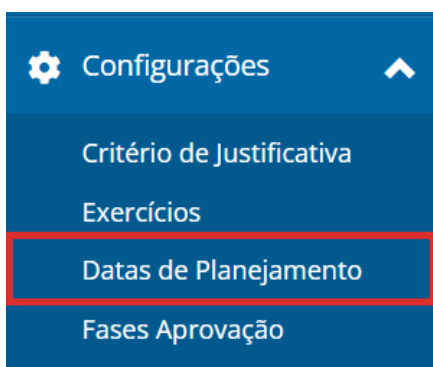 Configurações
Critério de Justificativa
Exercícios
Datas de Planejamento
Fases Aprovação